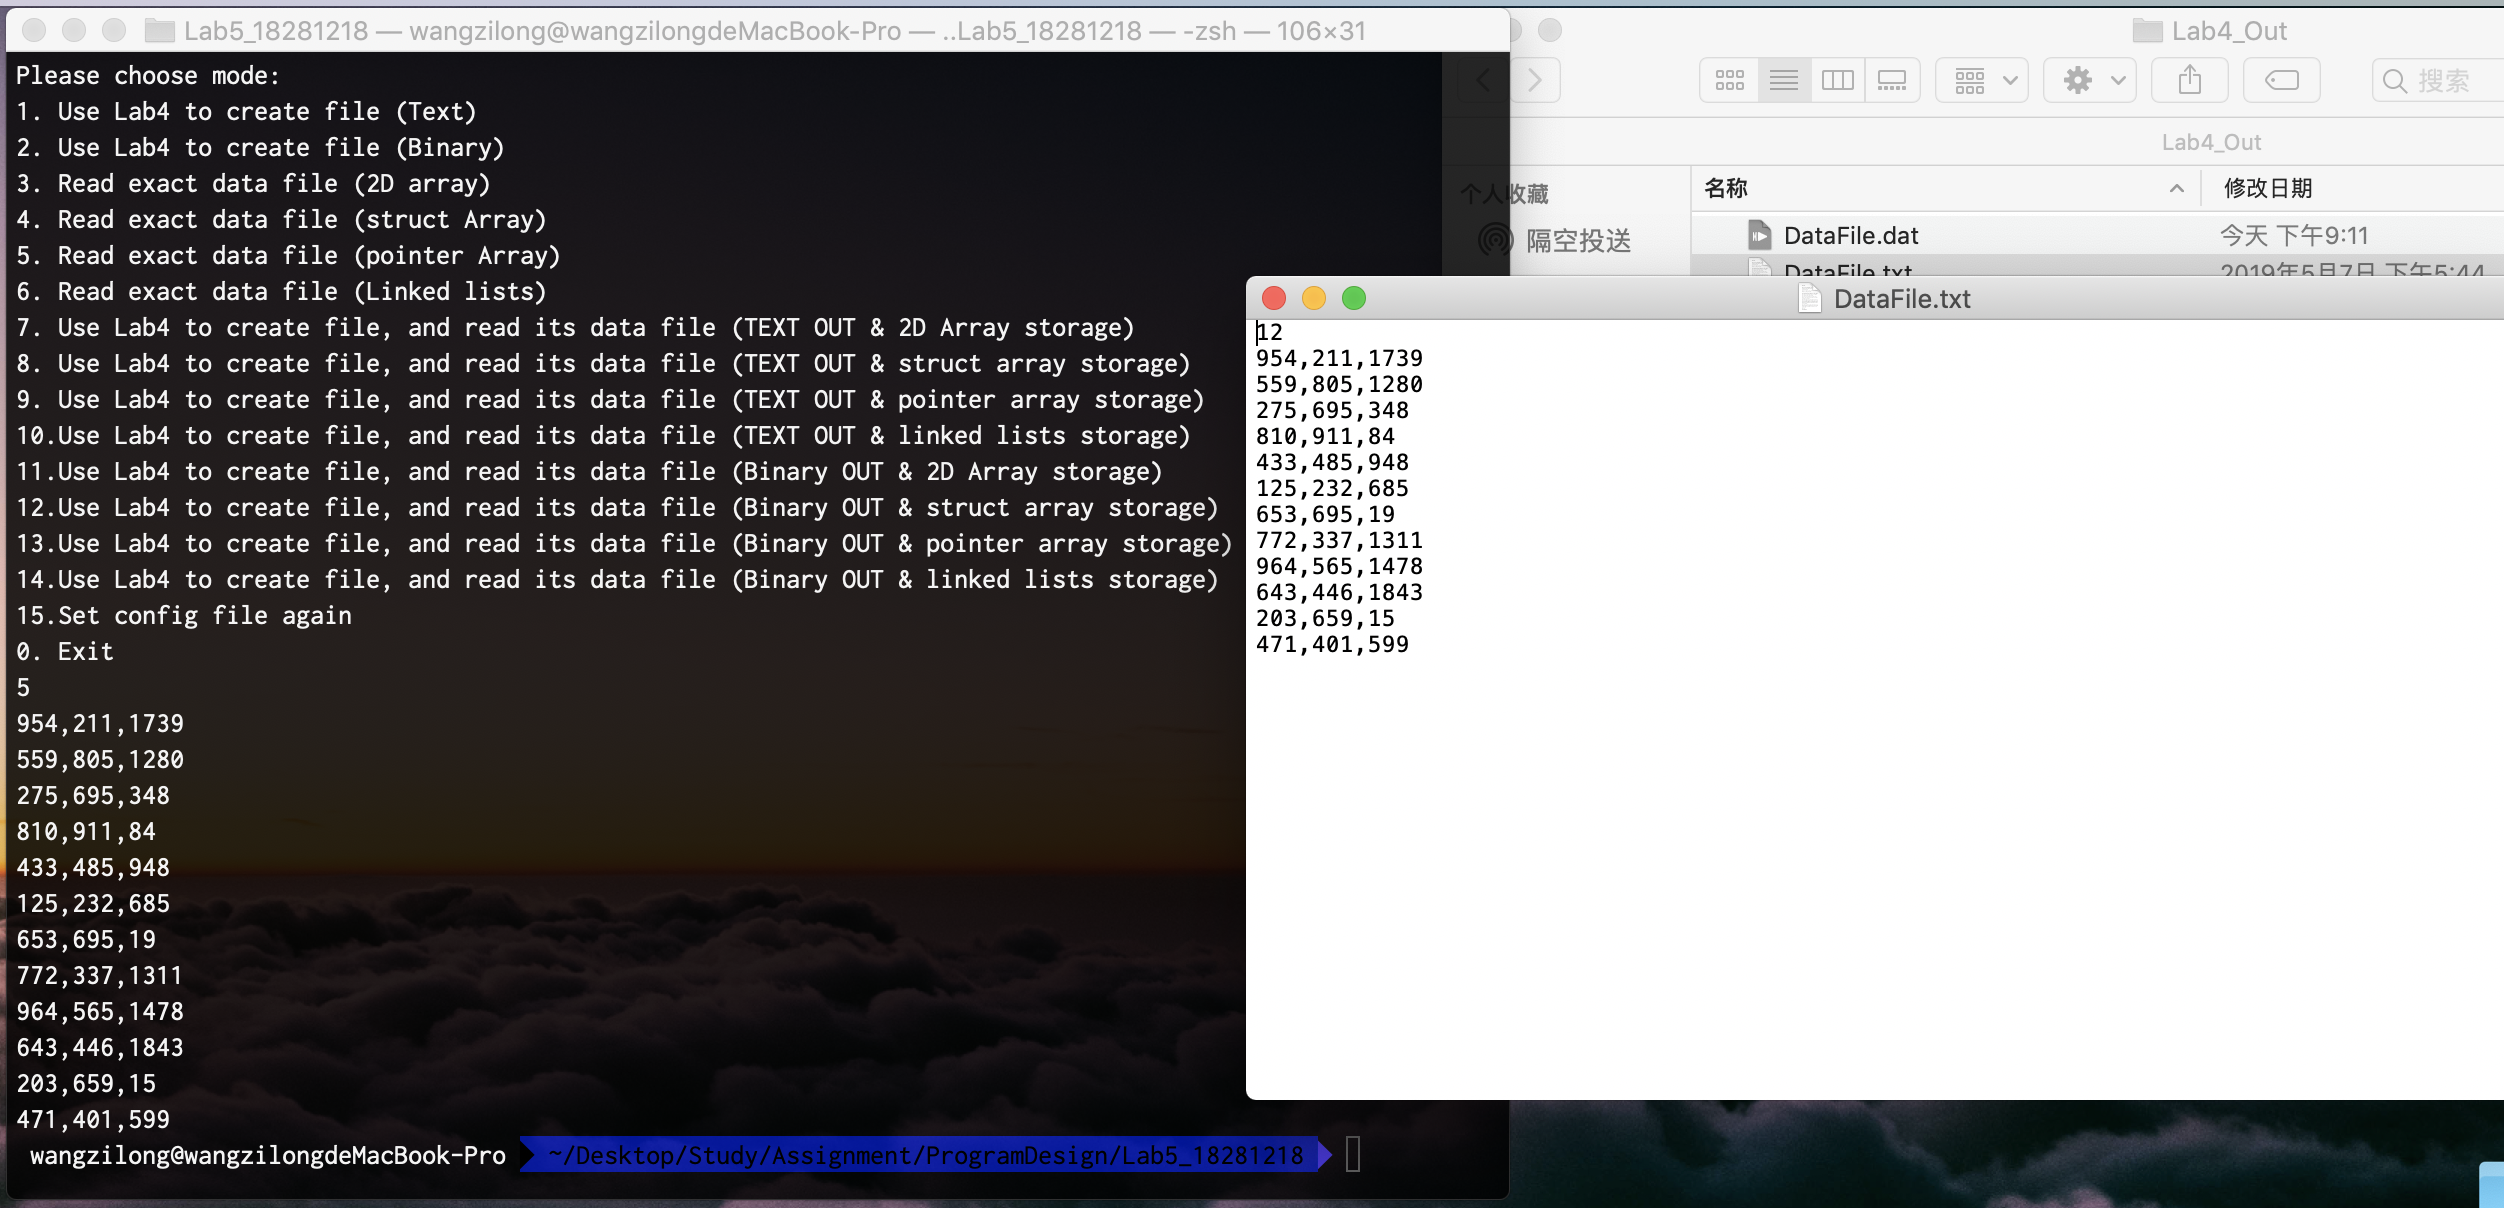 Lab5_18281218 — wangzilong@wangzilongdeMacBook-Pro — ..Lab5_18281218 — -zsh — 106×31
Please choose mode:
1. Use Lab4 to create file (Text)
2. Use Lab4 to create file (Binary)
3. Read exact data file (2D array)
4. Read exact data file (struct Array)
5. Read exact data file (pointer Array)
6. Read exact data file (Linked lists)
7. Use Lab4 to create file, and read its data file (TEXT OUT & 2D Array storage)
8. Use Lab4 to create file, and read its data file (TEXT OUT & struct array storage)
9. Use Lab4 to create file, and read its data file (TEXT OUT & pointer array storage)
10.Use Lab4 to create file, and read its data file (TEXT OUT & linked lists storage)
11.Use Lab4 to create file, and read its data file (Binary OUT & 2D Array storage)
12.Use Lab4 to create file, and read its data file (Binary OUT & struct array storage)
13.Use Lab4 to create file, and read its data file (Binary OUT & pointer array storage)
14.Use Lab4 to create file, and read its data file (Binary OUT & linked lists storage)
15.Set config file again
0. Exit
5
954,211,1739
559,805,1280
275,695,348
810,911,84
433,485,948
125,232,685
653,695,19
772,337,1311
964,565,1478
643,446,1843
203,659,15
471,401,599
wangzilong@wangzilongdeMacBook-Pro ~/Desktop/Study/Assignment/ProgramDesign/Lab5_18281218
Lab4_Out
搜索
Lab4_Out
个人收藏
隔空投送
名称 修改日期
DataFile.dat 今天 下午9:11
DataFile.txt 2019年5月7日 下午5:44
DataFile.txt
12
954,211,1739
559,805,1280
275,695,348
810,911,84
433,485,948
125,232,685
653,695,19
772,337,1311
964,565,1478
643,446,1843
203,659,15
471,401,599